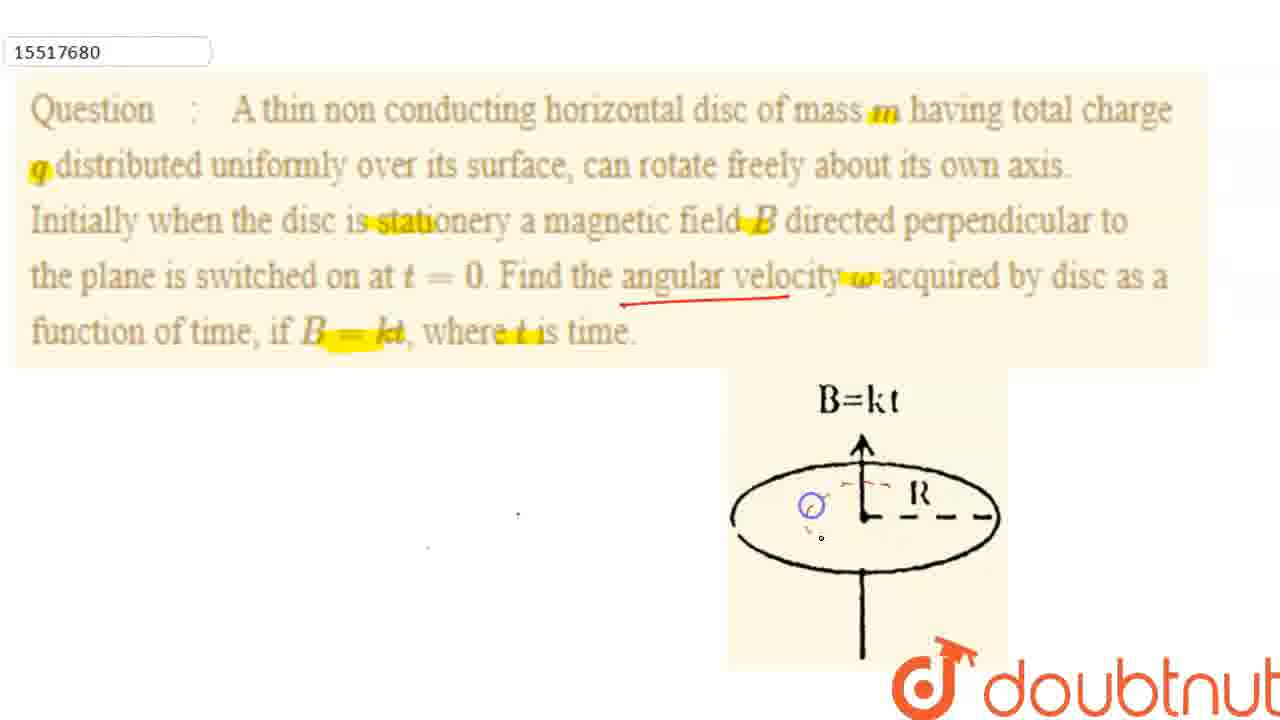 15517680
Question : A thin non conducting horizontal disc of mass m having total charge
q distributed uniformly over its surface, can rotate freely about its own axis.
Initially when the disc is stationery a magnetic field B directed perpendicular to
the plane is switched on at t = 0. Find the angular velocity ω acquired by disc as a
function of time, if B = kt, where t is time.
B=kt
R
doubtnut